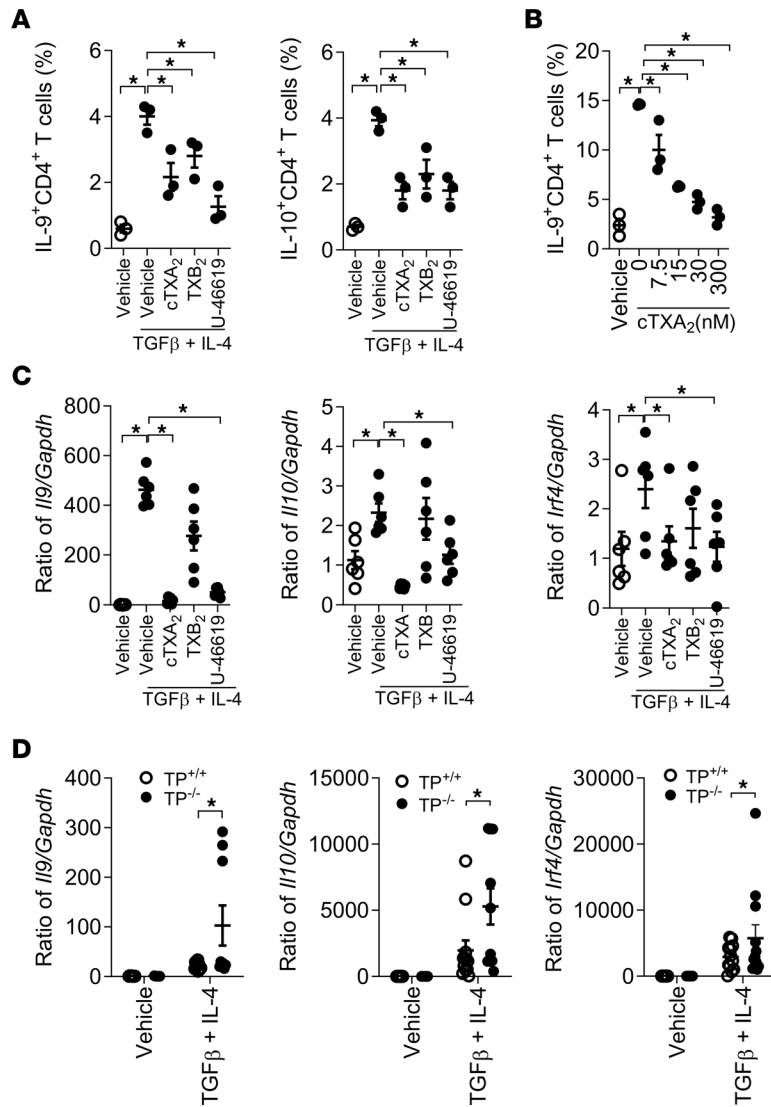 A
IL-9⁺CD4⁺ T cells (%)
6
4
2
0
* * * *
Vehicle
Vehicle
cTXA₂
TXB₂
U-46619
TGFβ + IL-4
IL-10⁺CD4⁺ T cells (%)
6
4
2
0
* * * *
Vehicle
Vehicle
cTXA₂
TXB₂
U-46619
TGFβ + IL-4
B
IL-9⁺CD4⁺ T cells (%)
20
15
10
5
0
* * * * *
Vehicle
0
7.5
15
30
300
cTXA₂(nM)
C
Ratio of Il9/Gapdh
800
600
400
200
0
* * *
Vehicle
Vehicle
cTXA₂
TXB₂
U-46619
TGFβ + IL-4
Ratio of Il10/Gapdh
5
4
3
2
1
0
* * *
Vehicle
Vehicle
cTXA
TXB
U-46619
TGFβ + IL-4
Ratio of Irf4/Gapdh
4
3
2
1
0
* * *
Vehicle
Vehicle
cTXA₂
TXB₂
U-46619
TGFβ + IL-4
D
Ratio of Il9/Gapdh
400
300
200
100
0
TP⁺/⁺
TP⁻/⁻
*
Vehicle
TGFβ + IL-4
Ratio of Il10/Gapdh
15000
10000
5000
0
TP⁺/⁺
TP⁻/⁻
*
Vehicle
TGFβ + IL-4
Ratio of Irf4/Gapdh
30000
20000
10000
0
TP⁺/⁺
TP⁻/⁻
*
Vehicle
TGFβ + IL-4